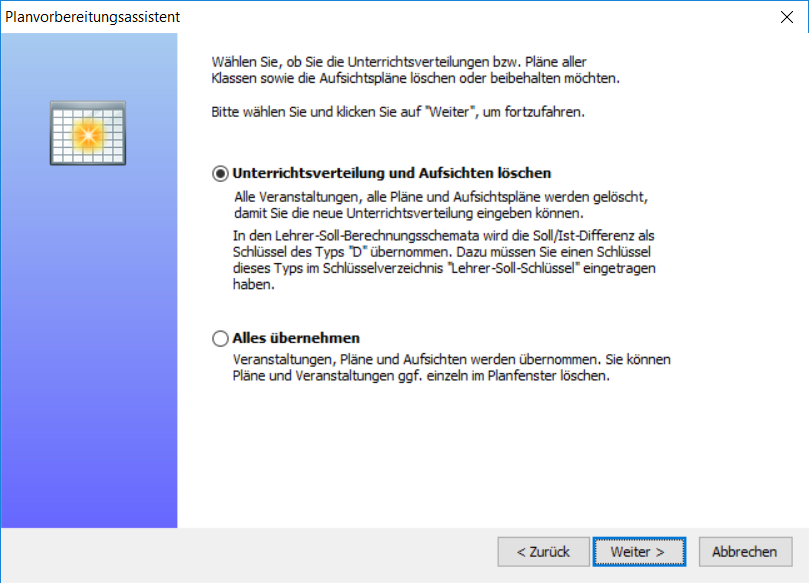 Planvorbereitungsassistent
Wählen Sie, ob Sie die Unterrichtsverteilungen bzw. Pläne aller
Klassen sowie die Aufsichtspläne löschen oder beibehalten möchten.
Bitte wählen Sie und klicken Sie auf "Weiter", um fortzufahren.
Unterrichtsverteilung und Aufsichten löschen
Alle Veranstaltungen, alle Pläne und Aufsichtspläne werden gelöscht,
damit Sie die neue Unterrichtsverteilung eingeben können.
In den Lehrer-Soll-Berechnungsschemata wird die Soll/Ist-Differenz als
Schlüssel des Typs "D" übernommen. Dazu müssen Sie einen Schlüssel
dieses Typs im Schlüsselverzeichnis "Lehrer-Soll-Schlüssel" eingetragen
haben.
Alles übernehmen
Veranstaltungen, Pläne und Aufsichten werden übernommen. Sie können
Pläne und Veranstaltungen ggf. einzeln im Planfenster löschen.
< Zurück Weiter > Abbrechen